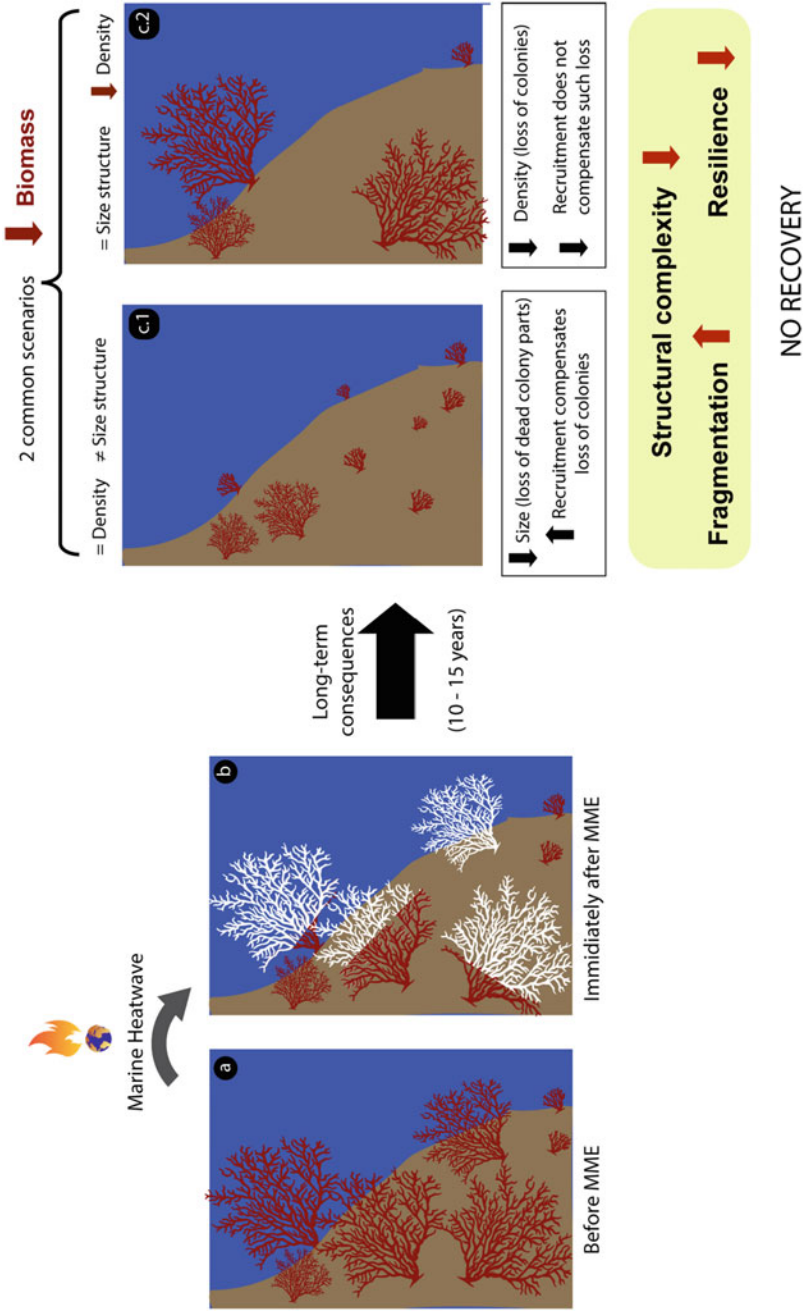 Marine Heatwave
a
Before MME
b
Immidiately after MME
Long-term
consequences
(10 - 15 years)
Biomass
2 common scenarios
= Density ≠ Size structure
= Size structure Density
c.1
c.2
Size (loss of dead colony parts)
Recruitment compensates
loss of colonies
Density (loss of colonies)
Recruitment does not
compensate such loss
Structural complexity
Fragmentation Resilience
NO RECOVERY